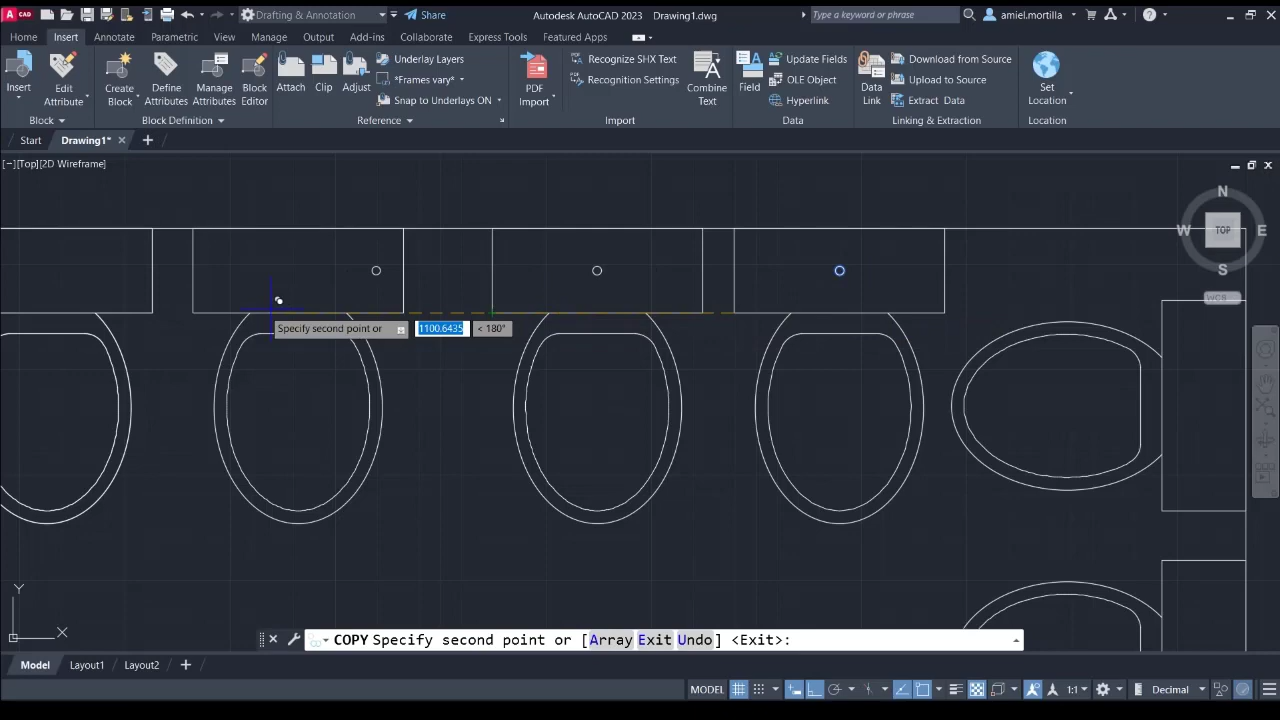 CAD
Drafting & Annotation
Share
Autodesk AutoCAD 2023 Drawing1.dwg
Type a keyword or phrase
amiel.mortilla
Home Insert Annotate Parametric View Manage Output Add-ins Collaborate Express Tools Featured Apps
Insert
Edit Attribute
Create Block
Define Attributes
Manage Attributes
Block Editor
Attach
Clip
Adjust
Underlay Layers
*Frames vary*
Snap to Underlays ON
PDF Import
Recognize SHX Text
Recognition Settings
Combine Text
Field
Update Fields
OLE Object
Hyperlink
Data Link
Download from Source
Upload to Source
Extract Data
Set Location
Block Block Definition Reference Import Data Linking & Extraction Location
Start Drawing1*
[−][Top][2D Wireframe]
N
W TOP E
S
WCS
Specify second point or 1100.6435 < 180°
Y
X
COPY Specify second point or [Array Exit Undo] <Exit>:
Model Layout1 Layout2
MODEL 1:1 Decimal